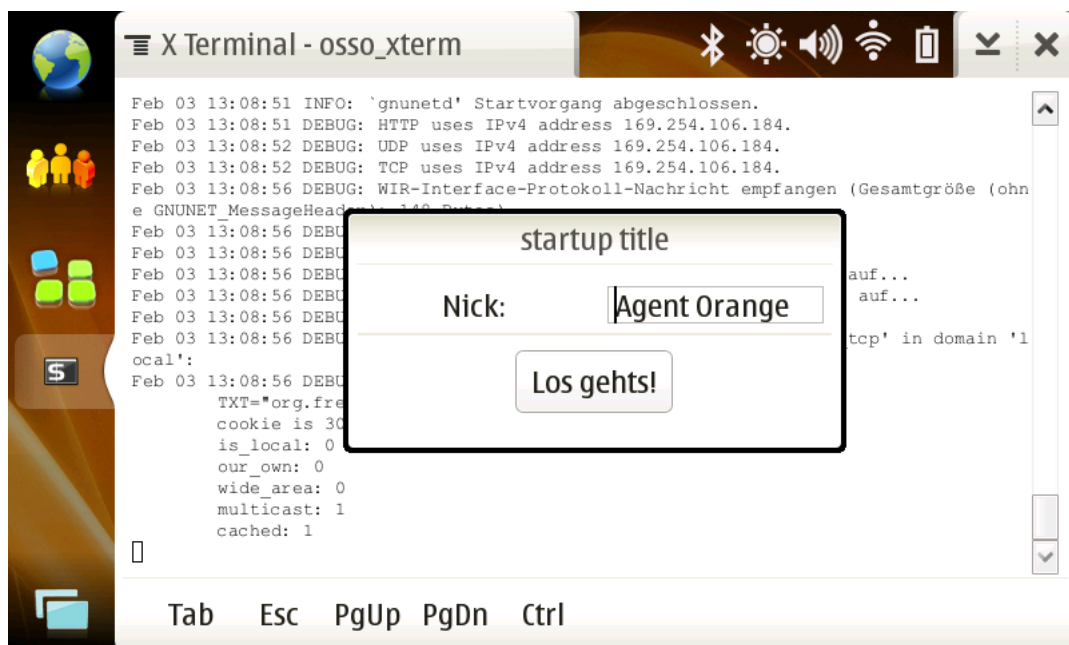 X Terminal - osso_xterm
Feb 03 13:08:51 INFO: `gnunetd' Startvorgang abgeschlossen.
Feb 03 13:08:51 DEBUG: HTTP uses IPv4 address 169.254.106.184.
Feb 03 13:08:52 DEBUG: UDP uses IPv4 address 169.254.106.184.
Feb 03 13:08:52 DEBUG: TCP uses IPv4 address 169.254.106.184.
Feb 03 13:08:56 DEBUG: WIR-Interface-Protokoll-Nachricht empfangen (Gesamtgröße (ohn
e GNUNET_MessageHeader): 140 Bytes)
Feb 03 13:08:56 DEBU
Feb 03 13:08:56 DEBU
Feb 03 13:08:56 DEBU auf...
Feb 03 13:08:56 DEBU auf...
Feb 03 13:08:56 DEBU
Feb 03 13:08:56 DEBU tcp' in domain 'l
ocal':
Feb 03 13:08:56 DEBU
TXT="org.fre
cookie is 30
is_local: 0
our_own: 0
wide_area: 0
multicast: 1
cached: 1
startup title
Nick: Agent Orange
Los gehts!
Tab Esc PgUp PgDn Ctrl